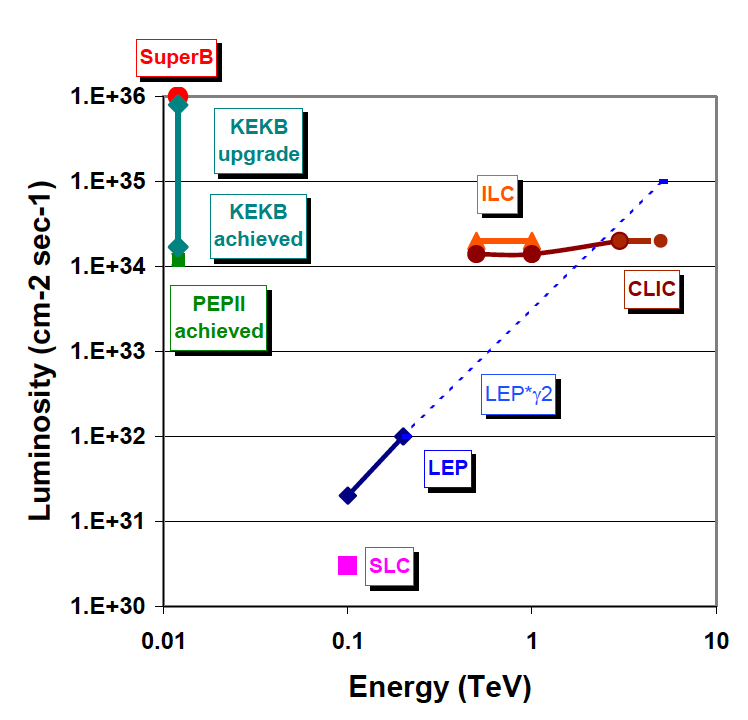 SuperB
1.E+36
KEKB
upgrade
1.E+35
ILC
KEKB
achieved
1.E+34
CLIC
PEPII
achieved
1.E+33
LEP*γ2
1.E+32
LEP
1.E+31
SLC
1.E+30
0.01
0.1
1
10
Energy (TeV)
Luminosity (cm-2 sec-1)